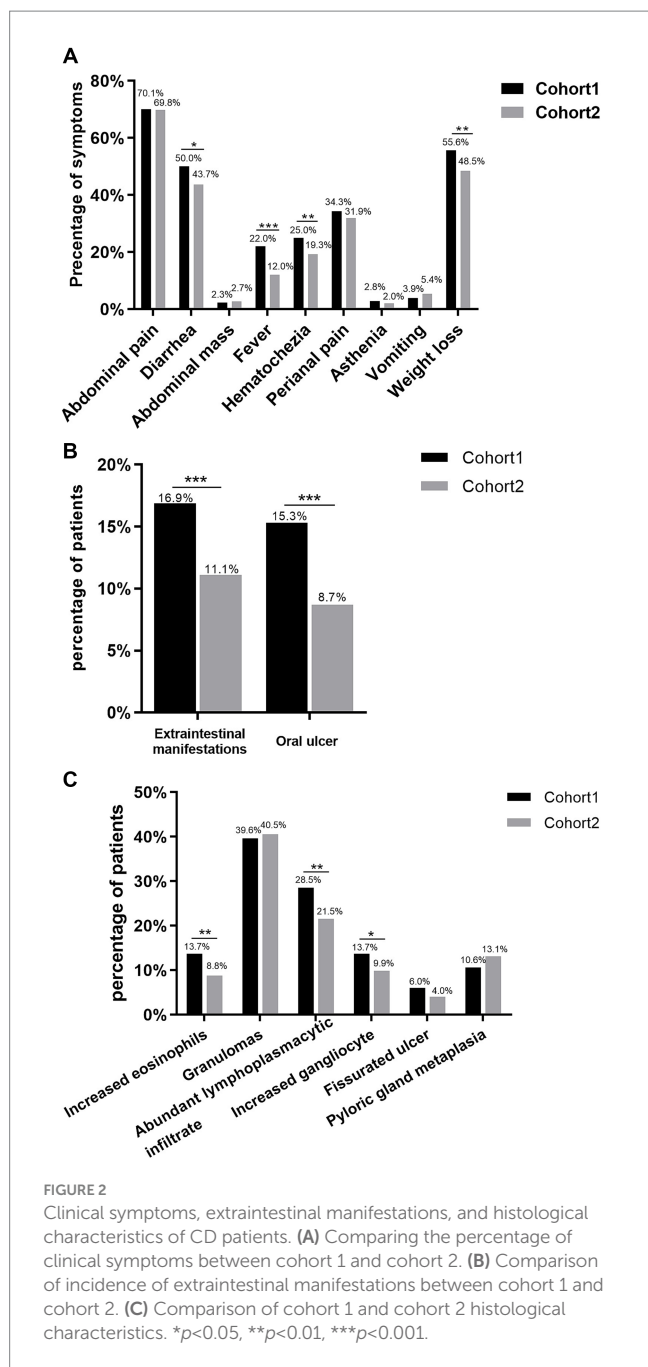 A
80%
60%
40%
20%
0%
Precentage of symptoms
70.1%
69.8%
*
50.0%
43.7%
2.3%
2.7%
***
22.0%
12.0%
**
25.0%
19.3%
34.3%
31.9%
2.8%
2.0%
3.9%
5.4%
**
55.6%
48.5%
Cohort1
Cohort2
Abdominal pain
Diarrhea
Abdominal mass
Fever
Hematochezia
Perianal pain
Asthenia
Vomiting
Weight loss
B
20%
15%
10%
5%
0%
percentage of patients
***
16.9%
11.1%
***
15.3%
8.7%
Cohort1
Cohort2
Extraintestinal
manifestations
Oral ulcer
C
50%
40%
30%
20%
10%
0%
percentage of patients
**
13.7%
8.8%
39.6%
40.5%
**
28.5%
21.5%
*
13.7%
9.9%
6.0%
4.0%
10.6%
13.1%
Cohort1
Cohort2
Increased eosinophils
Granulomas
Abundant lymphoplasmacytic
infiltrate
Increased gangliocyte
Fissurated ulcer
Pyloric gland metaplasia
FIGURE 2
Clinical symptoms, extraintestinal manifestations, and histological
characteristics of CD patients. (A) Comparing the percentage of
clinical symptoms between cohort 1 and cohort 2. (B) Comparison
of incidence of extraintestinal manifestations between cohort 1 and
cohort 2. (C) Comparison of cohort 1 and cohort 2 histological
characteristics. *p<0.05, **p<0.01, ***p<0.001.